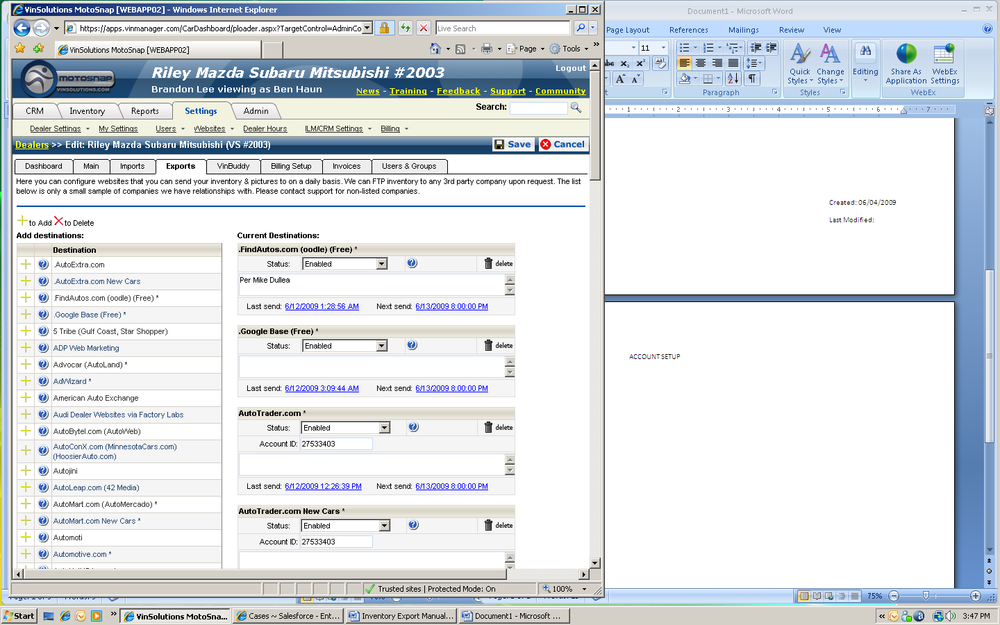 VinSolutions MotoSnap [WEBAPP02] - Windows Internet Explorer
https://apps.vinmanager.com/CarDashboard/ploader.aspx?TargetControl=AdminCo
Live Search
VinSolutions MotoSnap [WEBAPP02]
Page Tools »
MOTOSNAP
VINSOLUTIONS.COM
Riley Mazda Subaru Mitsubishi #2003
Logout
Brandon Lee viewing as Ben Haun
News - Training - Feedback - Support - Community
CRM Inventory Reports Settings Admin
Search:
Dealer Settings My Settings Users Websites Dealer Hours ILM/CRM Settings Billing
Dealers >> Edit: Riley Mazda Subaru Mitsubishi (VS #2003)
Save Cancel
Dashboard Main Imports Exports VinBuddy Billing Setup Invoices Users & Groups
Here you can configure websites that you can send your inventory & pictures to on a daily basis. We can FTP inventory to any 3rd party company upon request. The list
below is only a small sample of companies we have relationships with. Please contact support for non-listed companies.
to Add to Delete
Add destinations:
Destination
.AutoExtra.com
.AutoExtra.com New Cars
.FindAutos.com (oodle) (Free) *
.Google Base (Free) *
5 Tribe (Gulf Coast, Star Shopper)
ADP Web Marketing
Advocar (AutoLand) *
AdWizard *
American Auto Exchange
Audi Dealer Websites via Factory Labs
AutoBytel.com (AutoWeb)
AutoConX.com (MinnesotaCars.com)
(HoosierAuto.com)
Autojini
AutoLeap.com (42 Media)
AutoMart.com (AutoMercado) *
AutoMart.com New Cars *
Automoti
Automotive.com *
Current Destinations:
.FindAutos.com (oodle) (Free) *
Status: Enabled delete
Per Mike Dullea
Last send: 6/12/2009 1:28:56 AM Next send: 6/13/2009 8:00:00 PM
.Google Base (Free) *
Status: Enabled delete
Last send: 6/12/2009 3:09:44 AM Next send: 6/13/2009 8:00:00 PM
AutoTrader.com *
Status: Enabled delete
Account ID: 27533403
Last send: 6/12/2009 12:26:39 PM Next send: 6/13/2009 8:00:00 PM
AutoTrader.com New Cars *
Status: Enabled delete
Account ID: 27533403
Trusted sites | Protected Mode: On
100%
Document1 - Microsoft Word
Page Layout References Mailings Review View
11
Quick Styles
Change Styles
Editing
Share As Application
WebEx Settings
Paragraph Styles WebEx
1 2 3 4 5 6 7
Created: 06/04/2009
Last Modified:
ACCOUNT SETUP
75%
Start
VinSolutions MotoSna...
Cases ~ Salesforce - Ent...
Inventory Export Manual...
Document1 - Microsoft ...
3:47 PM